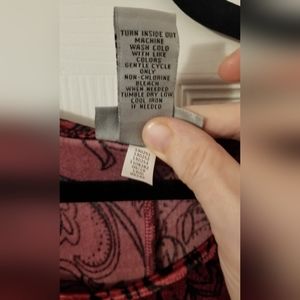 TURN INSIDE OUT
MACHINE
WASH COLD
WITH LIKE
COLORS
GENTLE CYCLE
ONLY
NON-CHLORINE
BLEACH
WHEN NEEDED
TUMBLE DRY LOW
COOL IRON
IF NEEDED